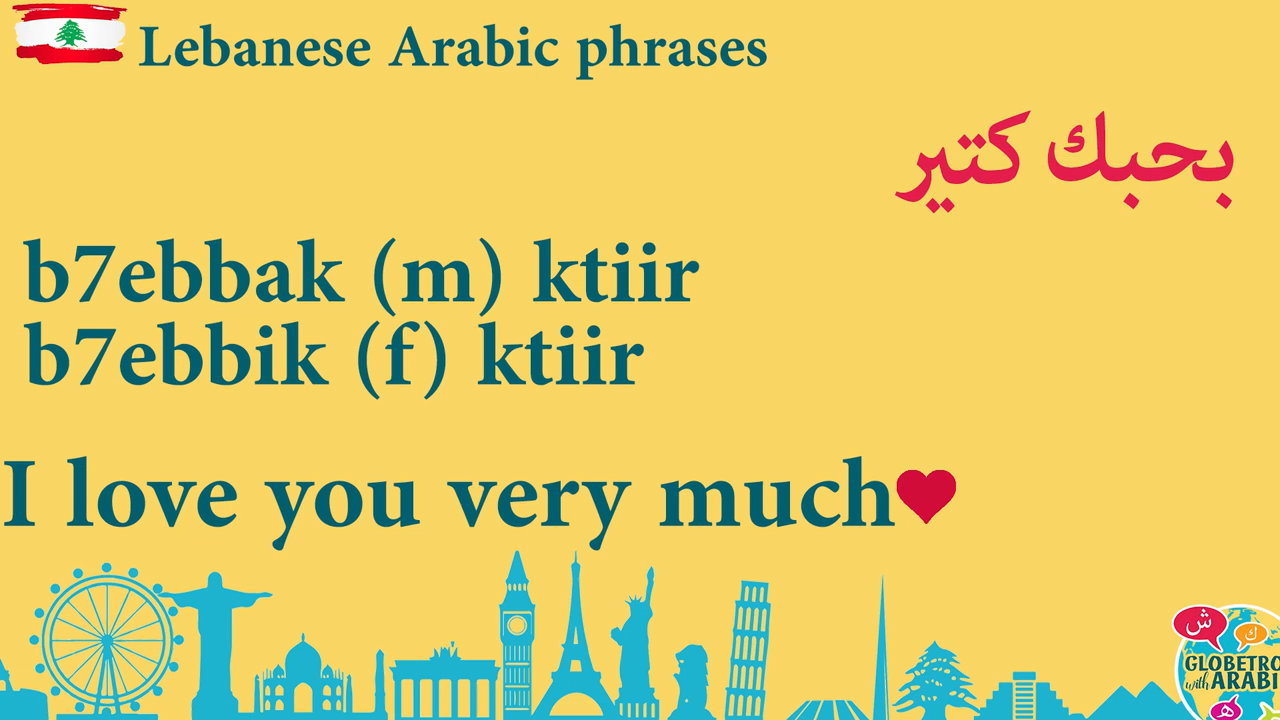 Lebanese Arabic phrases
بحبك كتير
b7ebbak (m) ktiir
b7ebbik (f) ktiir
I love you very much
ش
ك
GLOBETRO
with ARABI
ه